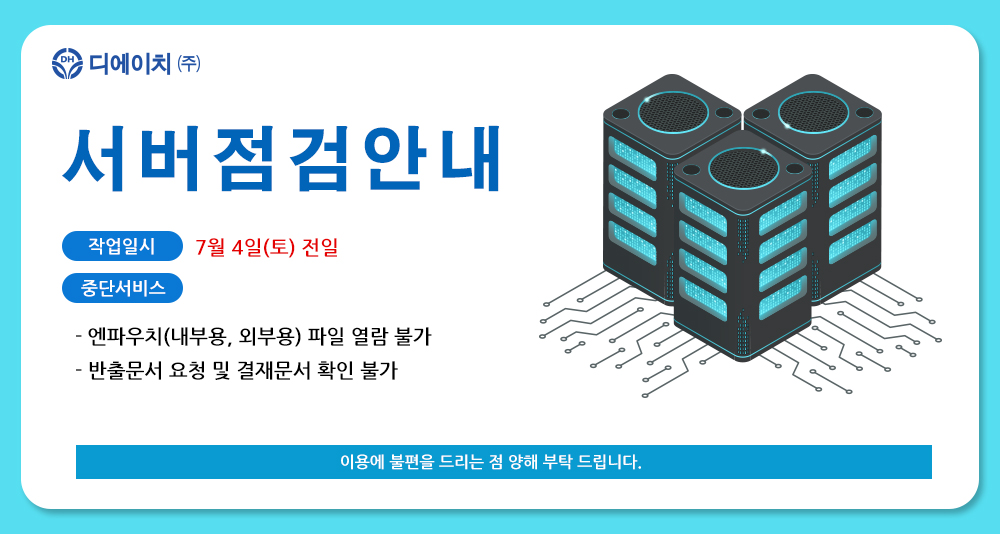 DH 디에이치 (주)
서버점검안내
작업일시 7월 4일(토) 전일
중단서비스
- 엔파우치(내부용, 외부용) 파일 열람 불가
- 반출문서 요청 및 결재문서 확인 불가
이용에 불편을 드리는 점 양해 부탁 드립니다.